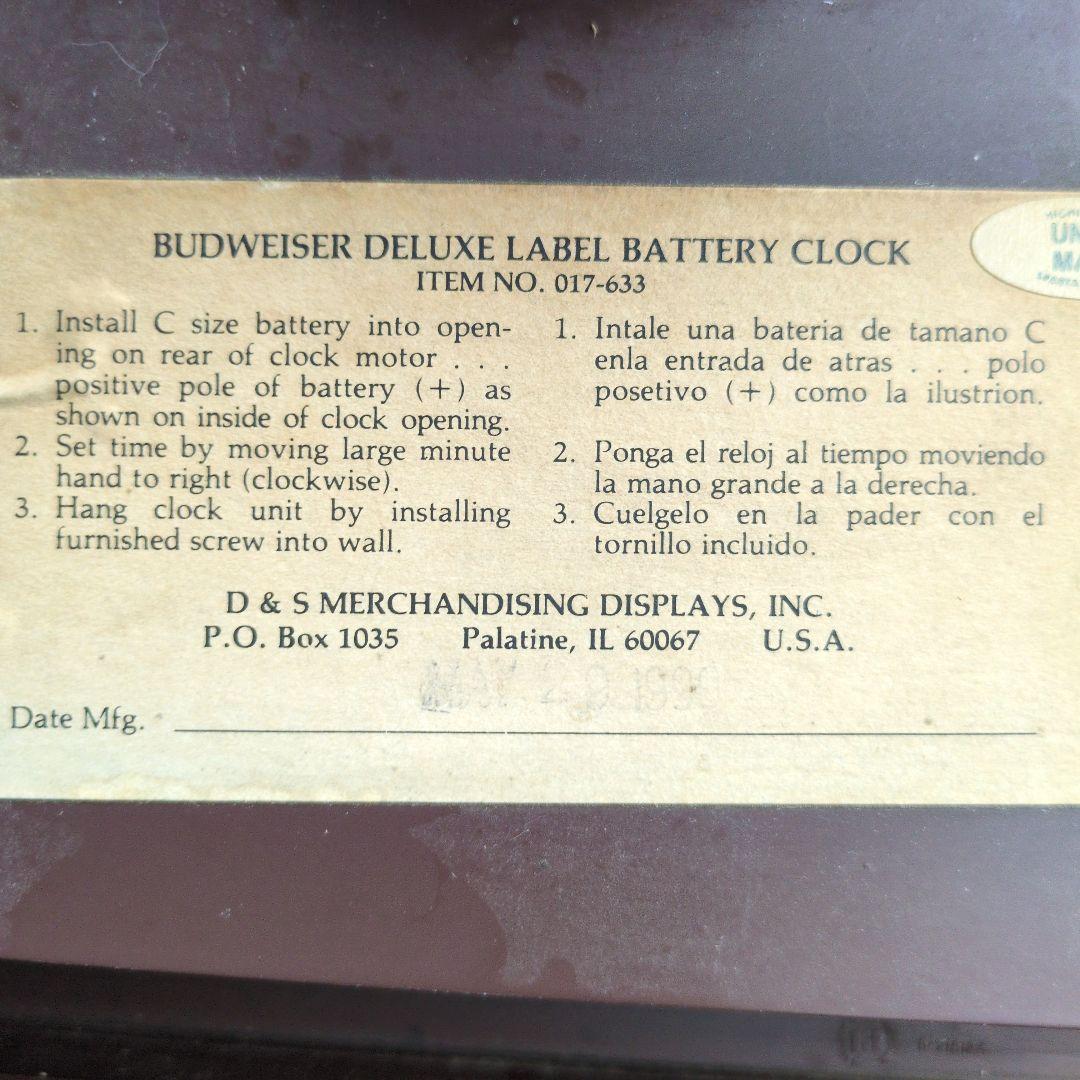 BUDWEISER DELUXE LABEL BATTERY CLOCK
ITEM NO. 017-633
1. Install C size battery into open-
ing on rear of clock motor . . .
positive pole of battery (+) as
shown on inside of clock opening.
2. Set time by moving large minute
hand to right (clockwise).
3. Hang clock unit by installing
furnished screw into wall.
1. Intale una bateria de tamano C
enla entrada de atras . . . polo
posetivo (+) como la ilustrion.
2. Ponga el reloj al tiempo moviendo
la mano grande a la derecha.
3. Cuelgelo en la pader con el
tornillo incluido.
D & S MERCHANDISING DISPLAYS, INC.
P.O. Box 1035 Palatine, IL 60067 U.S.A.
Date Mfg.
UN
MA